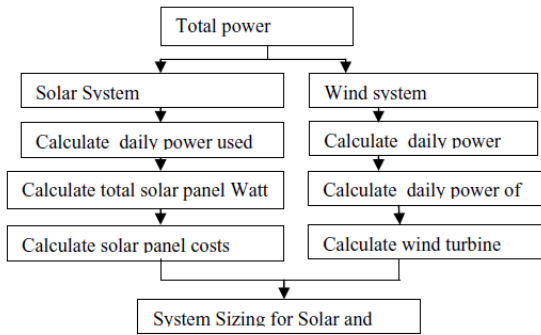 Total power
Solar System
Wind system
Calculate daily power used
Calculate daily power
Calculate total solar panel Watt
Calculate daily power of
Calculate solar panel costs
Calculate wind turbine
System Sizing for Solar and